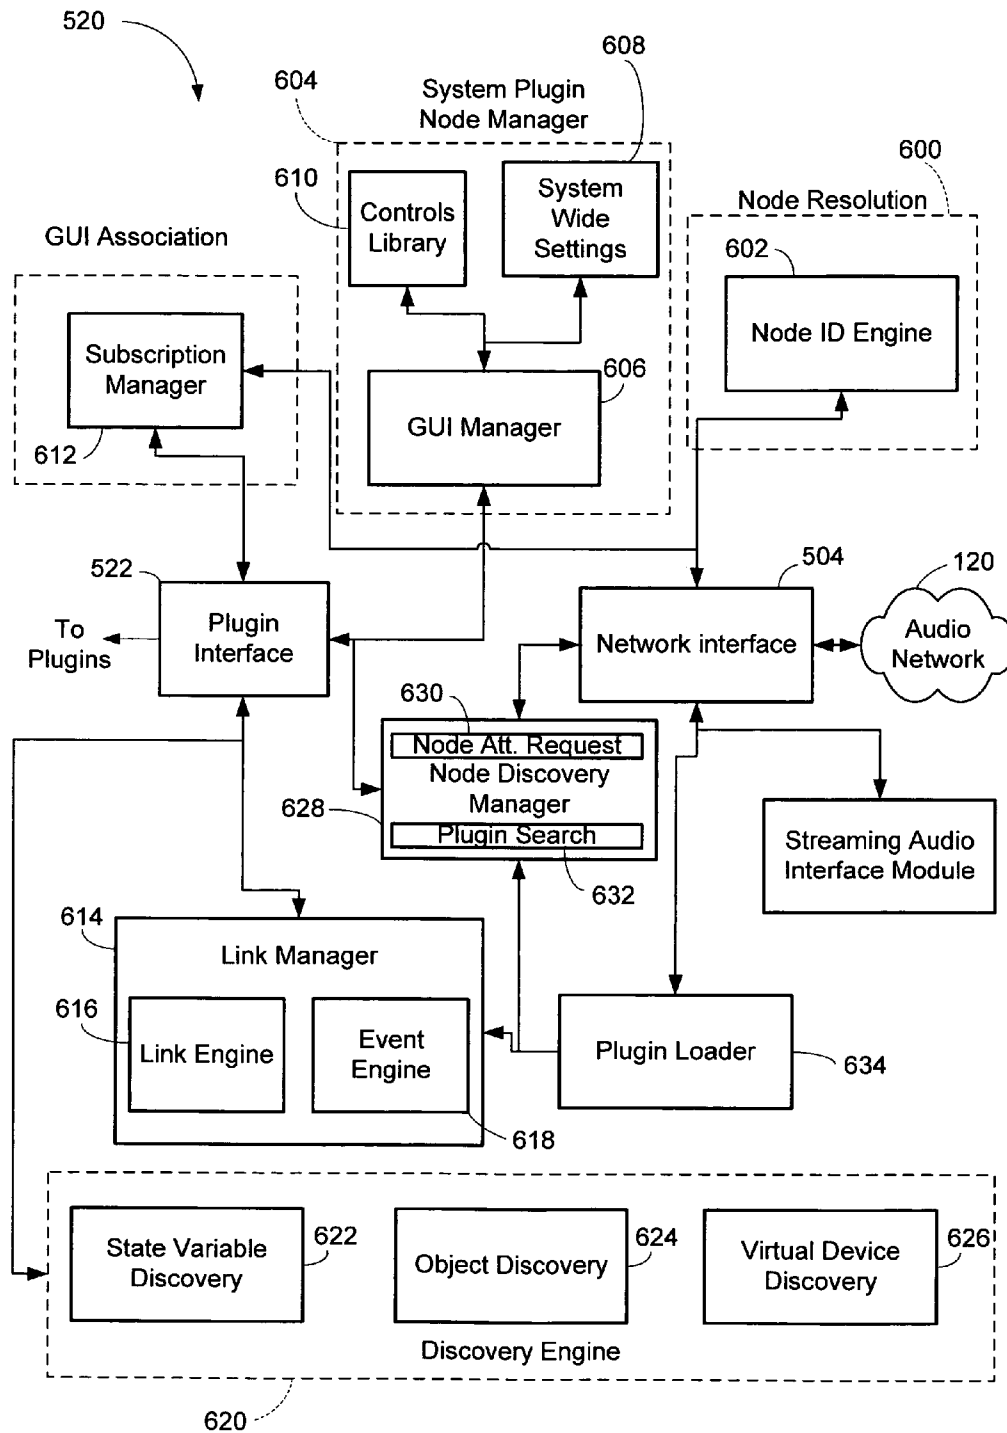 520
608
System Plugin
Node Manager
604
600
610
Controls
Library
System
Wide
Settings
Node Resolution
GUI Association
602
Node ID Engine
Subscription
Manager
606
GUI Manager
612
522
504
120
To
Plugins
Plugin
Interface
Network interface
Audio
Network
630
Node Att. Request
Node Discovery
Manager
628
Plugin Search
632
Streaming Audio
Interface Module
614
Link Manager
616
Link Engine
Event
Engine
Plugin Loader
634
618
State Variable
Discovery
622
Object Discovery
624
Virtual Device
Discovery
626
Discovery Engine
620